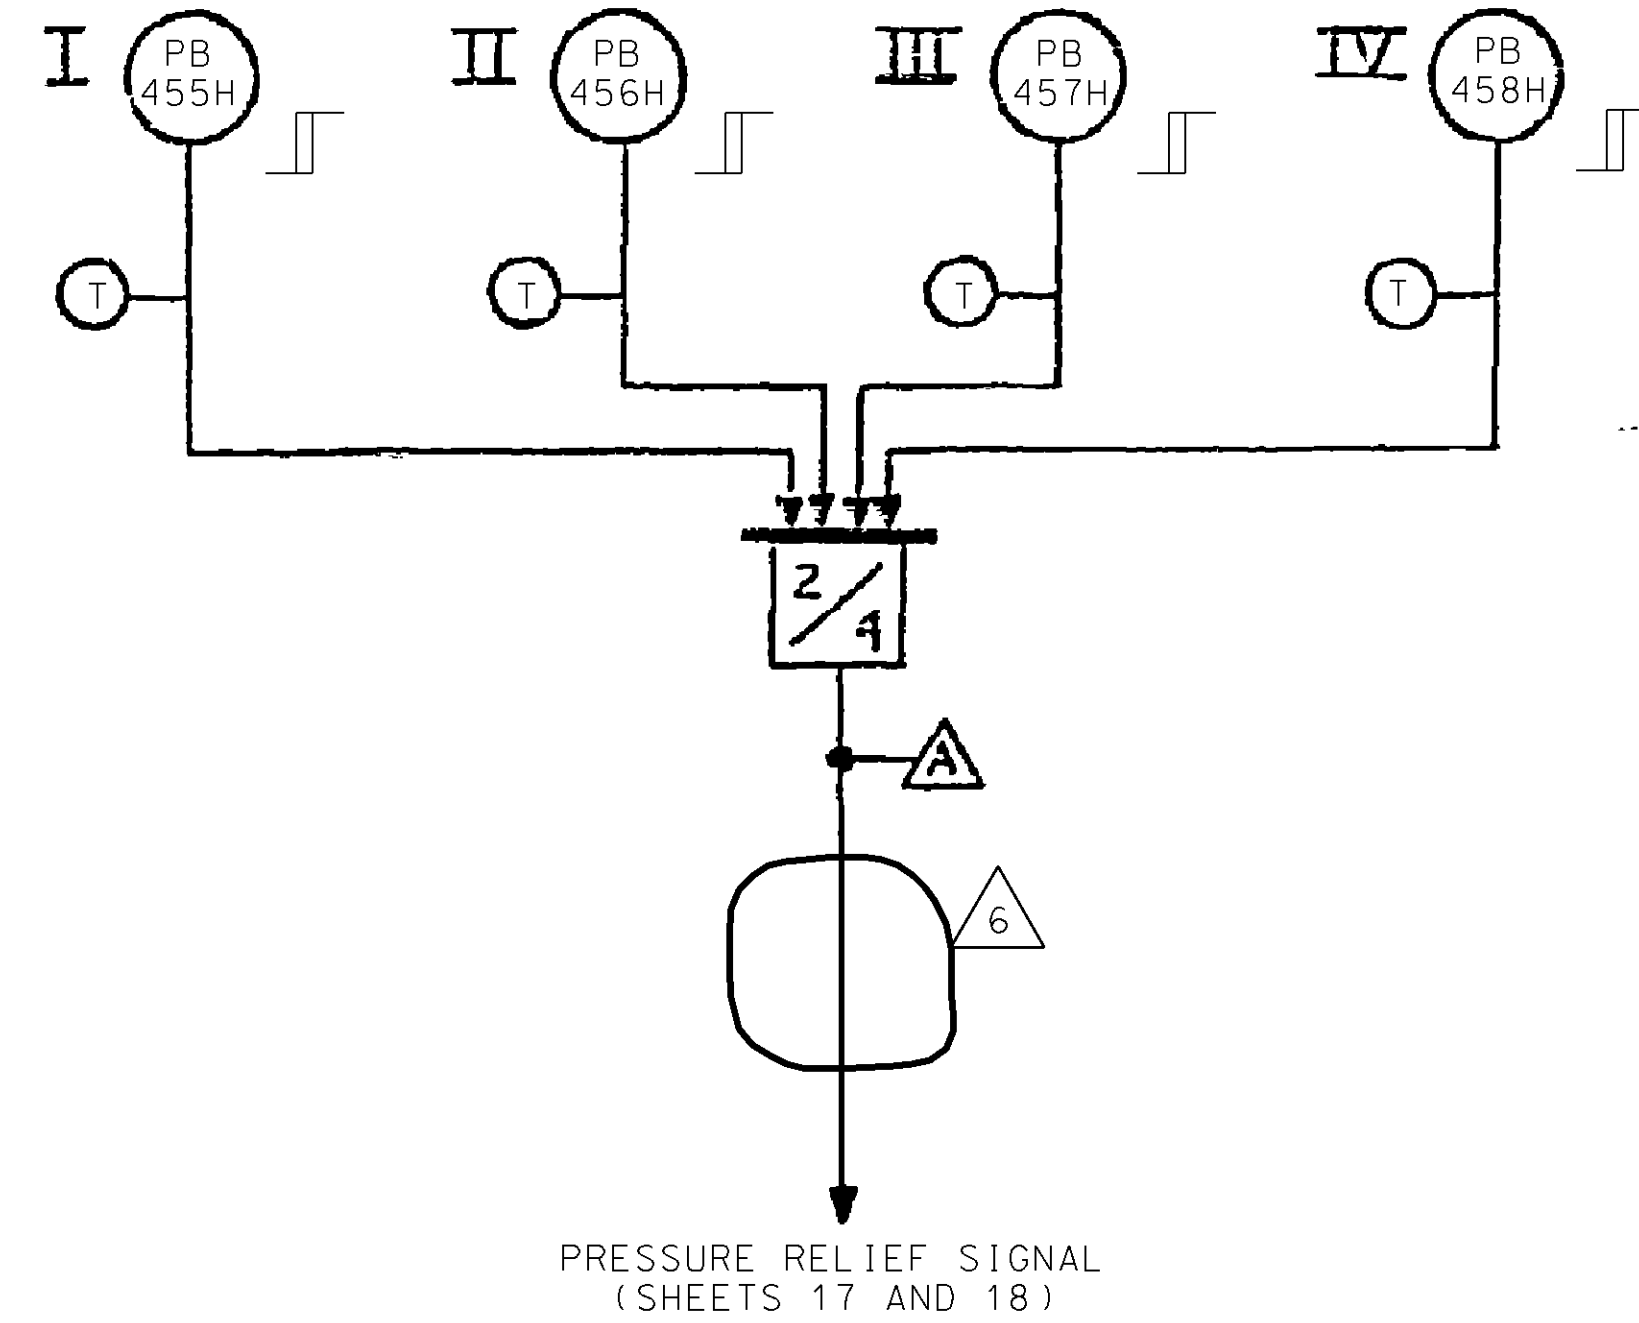 I
PB
455H
II
PB
456H
III
PB
457H
IV
PB
458H
T
T
T
T
2/4
A
6
PRESSURE RELIEF SIGNAL
(SHEETS 17 AND 18)